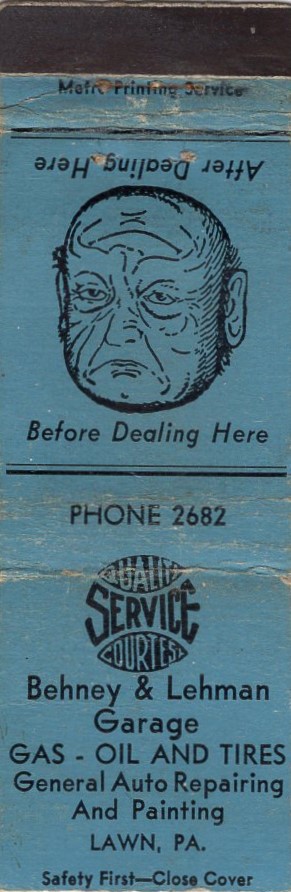 Metro Printing Service
After Dealing Here
Before Dealing Here
PHONE 2682
QUALITY
SERVICE
COURTESY
Behney & Lehman
Garage
GAS - OIL AND TIRES
General Auto Repairing
And Painting
LAWN, PA.
Safety First—Close Cover